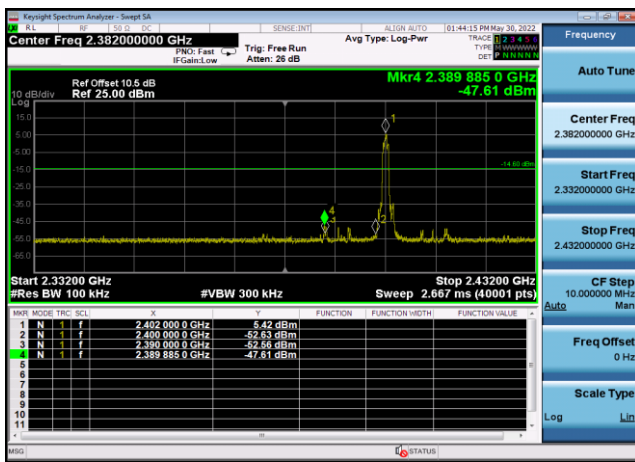 Keysight Spectrum Analyzer - Swept SA
RL RF 50 Ω DC SENSE:INT ALIGN AUTO 01:44:15 PM May 30, 2022
Center Freq 2.382000000 GHz
PNO: Fast
IFGain:Low
Trig: Free Run
Atten: 26 dB
Avg Type: Log-Pwr
TRACE 1 2 3 4 5 6
TYPE M WWWWW
DET P N N N N N
Ref Offset 10.5 dB
Ref 25.00 dBm
10 dB/div
Log
Mkr4 2.389 885 0 GHz
-47.61 dBm
15.0
5.00
-5.00
-15.0
-25.0
-35.0
-45.0
-55.0
-65.0
-14.60 dBm
1
2
3
4
Start 2.33200 GHz
Stop 2.43200 GHz
#Res BW 100 kHz
#VBW 300 kHz
Sweep 2.667 ms (40001 pts)
MKR MODE TRC SCL X Y FUNCTION FUNCTION WIDTH FUNCTION VALUE
1 N 1 f 2.402 000 0 GHz 5.42 dBm
2 N 1 f 2.400 000 0 GHz -52.63 dBm
3 N 1 f 2.390 000 0 GHz -52.56 dBm
4 N 1 f 2.389 885 0 GHz -47.61 dBm
5
6
7
8
9
10
11
MSG
STATUS
Frequency
Auto Tune
Center Freq
2.382000000 GHz
Start Freq
2.332000000 GHz
Stop Freq
2.432000000 GHz
CF Step
10.000000 MHz
Auto Man
Freq Offset
0 Hz
Scale Type
Log Lin